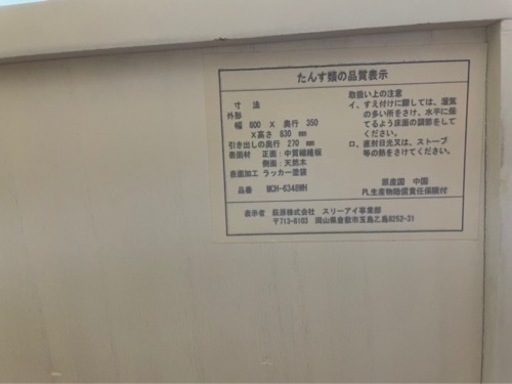 たんす類の品質表示
寸 法
外形
幅 800 × 奥行 350
×高さ 830 mm
引き出しの奥行 270 mm
表面材 正面:中質繊維板
側面:天然木
表面加工 ラッカー塗装
品番 MCH-6348WH
取扱い上の注意
イ、すえ付けに際しては、湿気
の多い所をさけ、水平に保
てるよう床面の調節をして
ください。
ロ、直射日光又は、ストーブ
等の熱をさけてください。
原産国 中国
PL生産物賠償責任保険付
表示者 萩原株式会社 スリーアイ事業部
〒713-8103 岡山県倉敷市玉島乙島8252-31